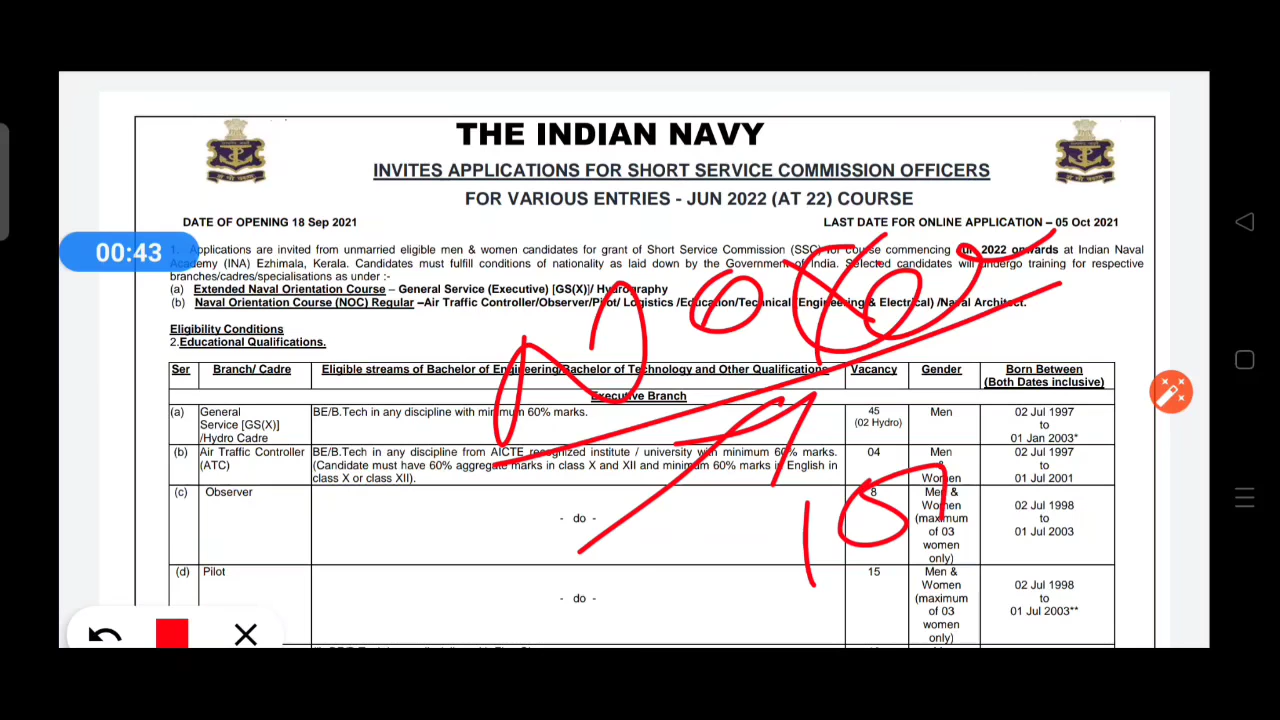 THE INDIAN NAVY
INVITES APPLICATIONS FOR SHORT SERVICE COMMISSION OFFICERS
FOR VARIOUS ENTRIES - JUN 2022 (AT 22) COURSE
DATE OF OPENING 18 Sep 2021 LAST DATE FOR ONLINE APPLICATION – 05 Oct 2021
00:43
1. Applications are invited from unmarried eligible men & women candidates for grant of Short Service Commission (SSC) for course commencing Jun 2022 onwards at Indian Naval
Academy (INA) Ezhimala, Kerala. Candidates must fulfill conditions of nationality as laid down by the Government of India. Selected candidates will undergo training for respective
branches/cadres/specialisations as under :-
(a) Extended Naval Orientation Course – General Service (Executive) [GS(X)]/ Hydrography
(b) Naval Orientation Course (NOC) Regular –Air Traffic Controller/Observer/Pilot/ Logistics /Education/Technical (Engineering & Electrical) /Naval Architect.
Eligibility Conditions
2.Educational Qualifications.
Ser Branch/ Cadre Eligible streams of Bachelor of Engineering/Bachelor of Technology and Other Qualifications Vacancy Gender Born Between
(Both Dates inclusive)
Executive Branch
(a) General BE/B.Tech in any discipline with minimum 60% marks. 45 Men 02 Jul 1997
Service [GS(X)] (02 Hydro) to
/Hydro Cadre 01 Jan 2003*
(b) Air Traffic Controller BE/B.Tech in any discipline from AICTE recognized institute / university with minimum 60% marks. 04 Men 02 Jul 1997
(ATC) (Candidate must have 60% aggregate marks in class X and XII and minimum 60% marks in English in & to
class X or class XII). Women 01 Jul 2001
(c) Observer 8 Men &
Women 02 Jul 1998
- do - (maximum to
of 03 01 Jul 2003
women
only)
(d) Pilot 15 Men &
Women 02 Jul 1998
- do - (maximum to
of 03 01 Jul 2003**
women
only)